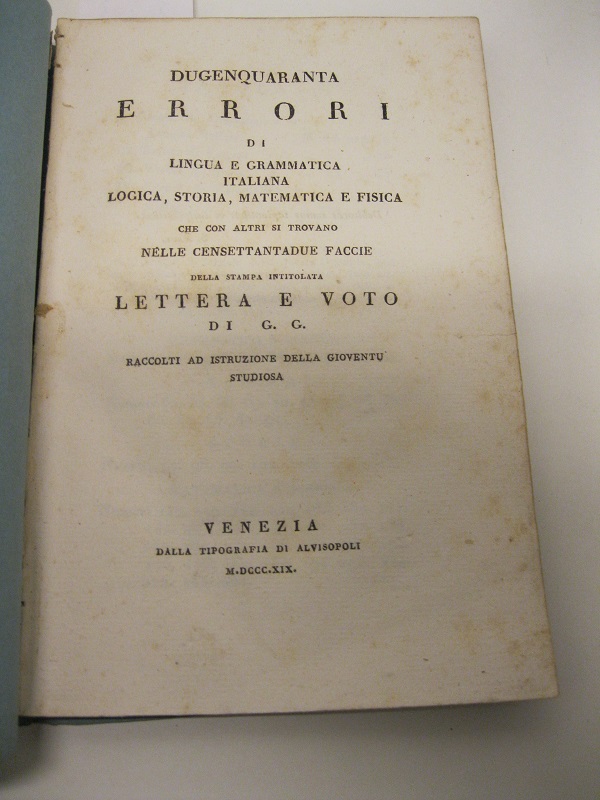 DUGENQUARANTA
ERRORI
DI
LINGUA E GRAMMATICA
ITALIANA
LOGICA, STORIA, MATEMATICA E FISICA
CHE CON ALTRI SI TROVANO
NELLE CENSETTANTADUE FACCIE
DELLA STAMPA INTITOLATA
LETTERA E VOTO
DI G. G.
RACCOLTI AD ISTRUZIONE DELLA GIOVENTÙ
STUDIOSA
VENEZIA
DALLA TIPOGRAFIA DI ALVISOPOLI
M.DCCC.XIX.